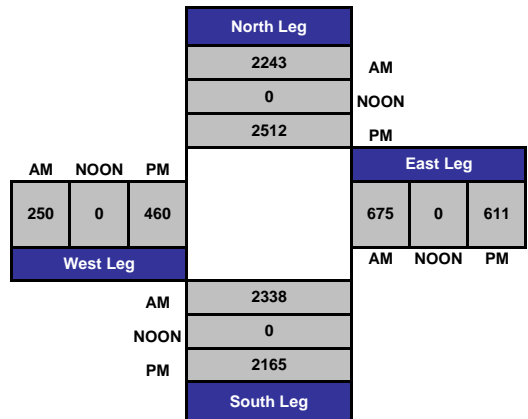 North Leg
2243 AM
0 NOON
2512 PM
AM NOON PM
East Leg
250 0 460
675 0 611
West Leg
AM NOON PM
AM 2338
NOON 0
PM 2165
South Leg